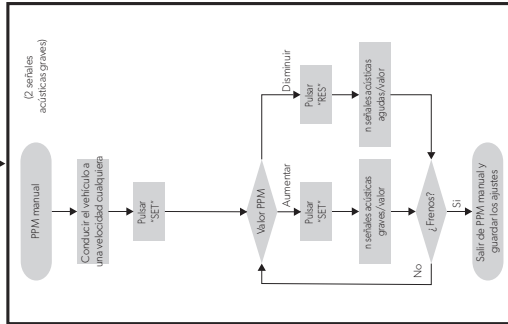 PPM manual
(2 señales
acústicas graves)
Conducir el vehículo a
una velocidad cualquiera
Pulsar
"SET"
Valor PPM
Aumentar
Disminuir
Pulsar
"SET"
Pulsar
"RES"
n señales acústicas
graves/valor
n señales acústicas
agudas/valor
¿Frenos?
No
Si
Salir de PPM manual y
guardar los ajustes